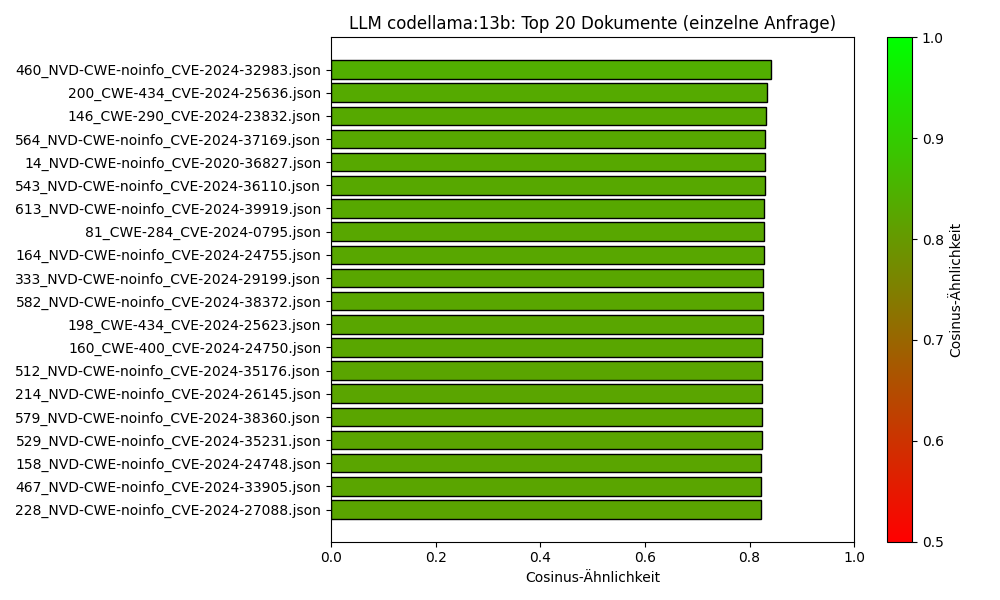 LLM codellama:13b: Top 20 Dokumente (einzelne Anfrage)
460_NVD-CWE-noinfo_CVE-2024-32983.json
200_CWE-434_CVE-2024-25636.json
146_CWE-290_CVE-2024-23832.json
564_NVD-CWE-noinfo_CVE-2024-37169.json
14_NVD-CWE-noinfo_CVE-2020-36827.json
543_NVD-CWE-noinfo_CVE-2024-36110.json
613_NVD-CWE-noinfo_CVE-2024-39919.json
81_CWE-284_CVE-2024-0795.json
164_NVD-CWE-noinfo_CVE-2024-24755.json
333_NVD-CWE-noinfo_CVE-2024-29199.json
582_NVD-CWE-noinfo_CVE-2024-38372.json
198_CWE-434_CVE-2024-25623.json
160_CWE-400_CVE-2024-24750.json
512_NVD-CWE-noinfo_CVE-2024-35176.json
214_NVD-CWE-noinfo_CVE-2024-26145.json
579_NVD-CWE-noinfo_CVE-2024-38360.json
529_NVD-CWE-noinfo_CVE-2024-35231.json
158_NVD-CWE-noinfo_CVE-2024-24748.json
467_NVD-CWE-noinfo_CVE-2024-33905.json
228_NVD-CWE-noinfo_CVE-2024-27088.json
0.0 0.2 0.4 0.6 0.8 1.0
Cosinus-Ähnlichkeit
1.0
0.9
0.8
0.7
0.6
0.5
Cosinus-Ähnlichkeit